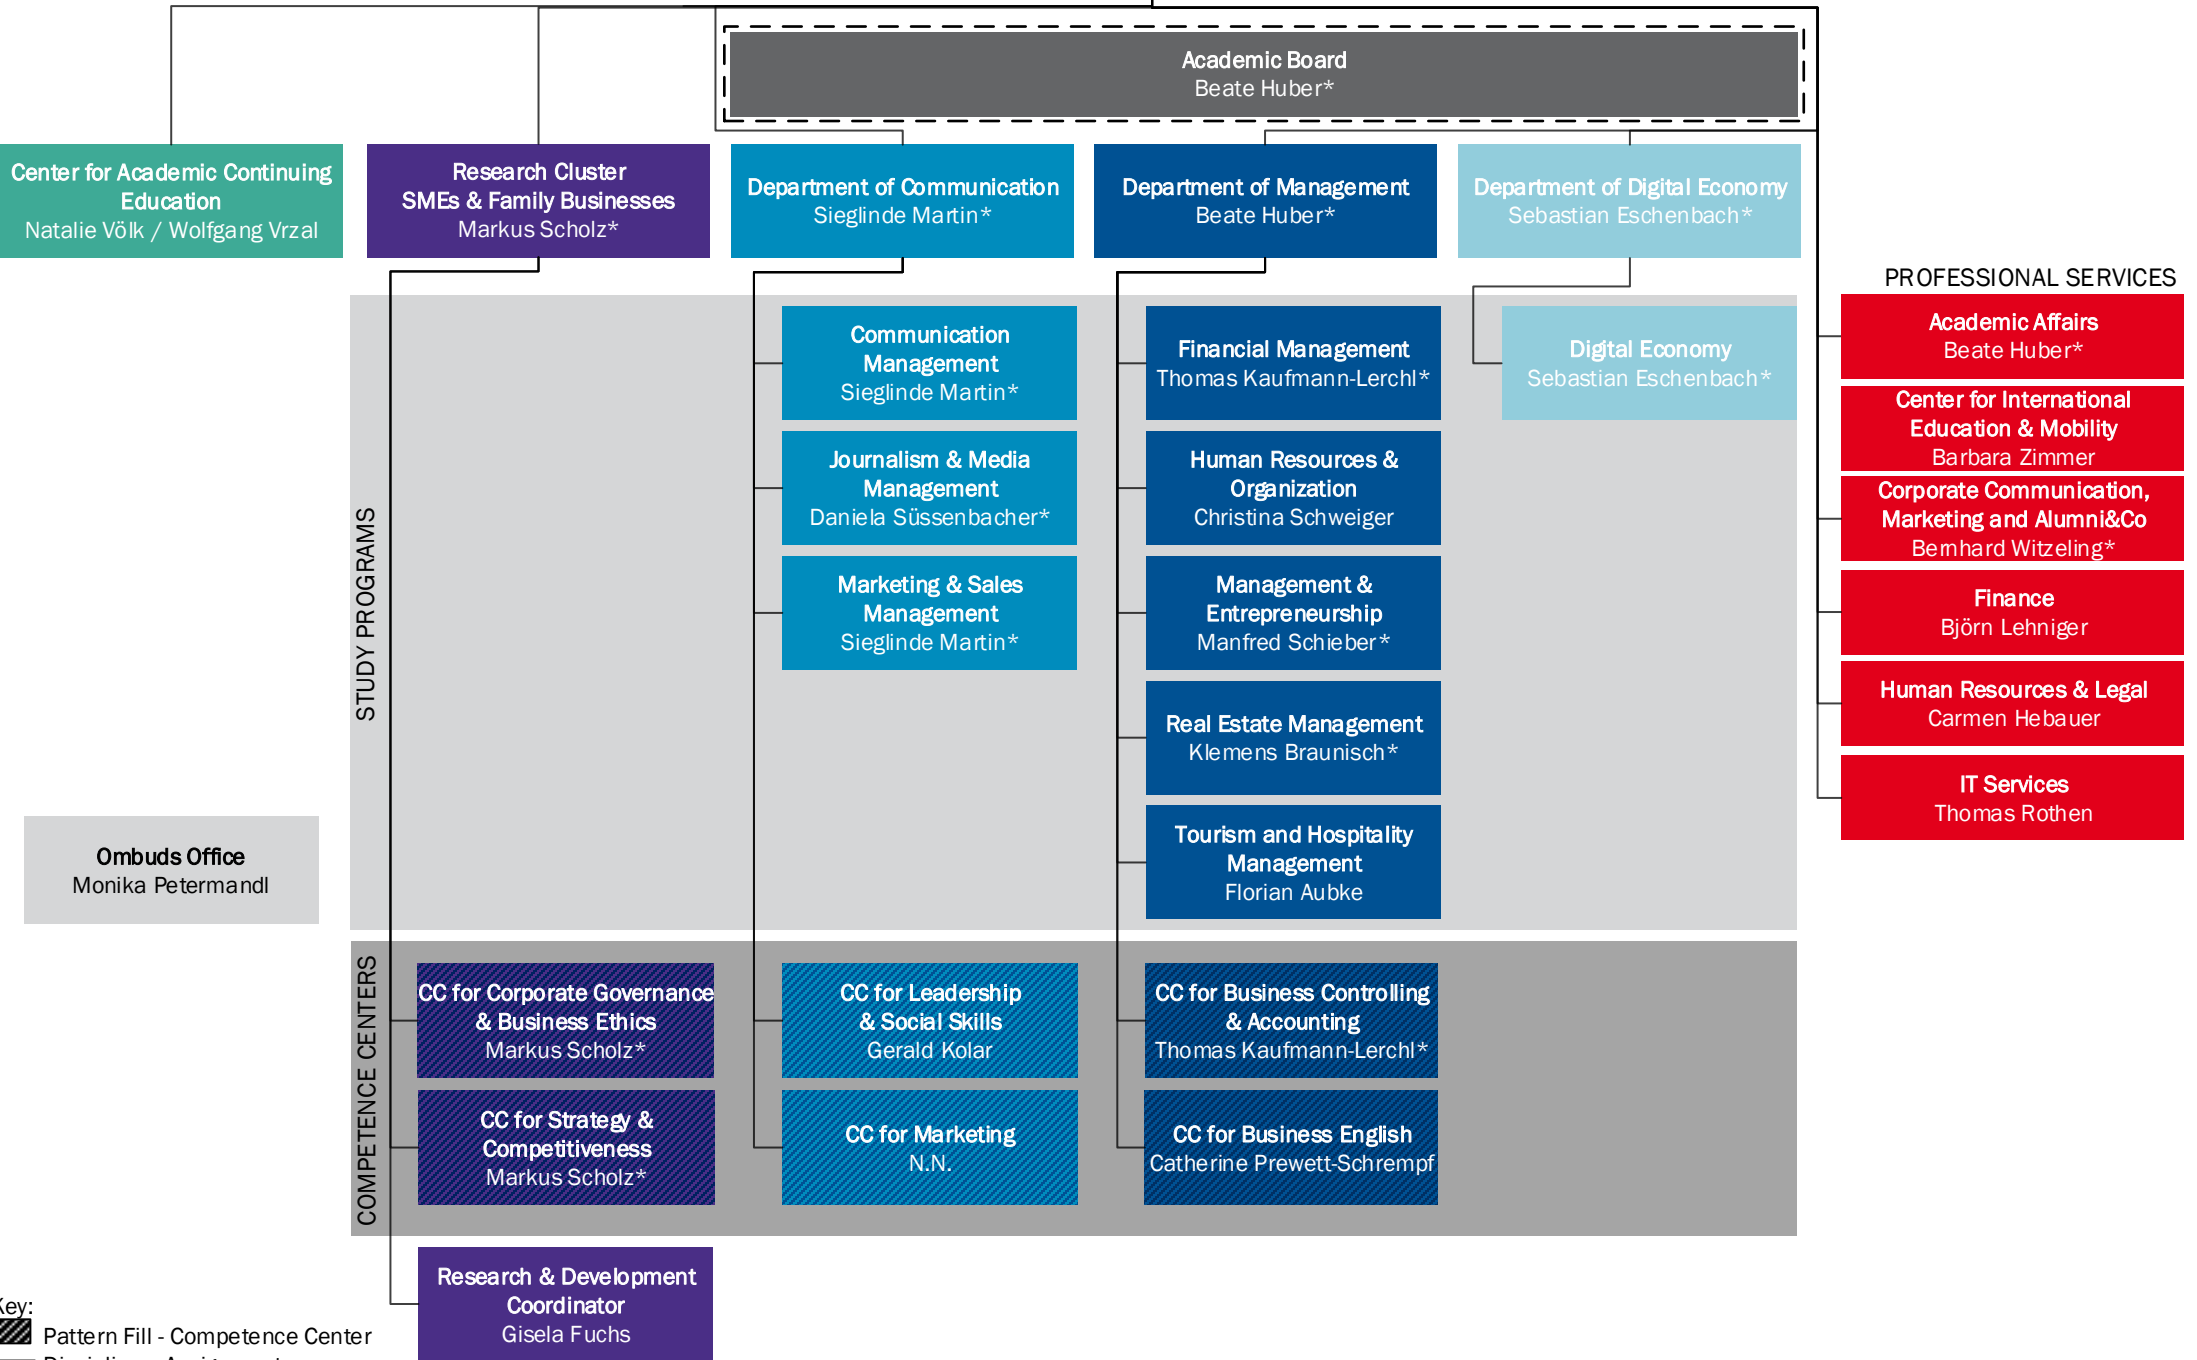 Academic Board
Beate Huber*
Center for Academic Continuing
Education
Natalie Völk / Wolfgang Vrzal
Research Cluster
SMEs & Family Businesses
Markus Scholz*
Department of Communication
Sieglinde Martin*
Department of Management
Beate Huber*
Department of Digital Economy
Sebastian Eschenbach*
PROFESSIONAL SERVICES
Academic Affairs
Beate Huber*
Center for International
Education & Mobility
Barbara Zimmer
Corporate Communication,
Marketing and Alumni&Co
Bernhard Witzeling*
Finance
Björn Lehniger
Human Resources & Legal
Carmen Hebauer
IT Services
Thomas Rothen
STUDY PROGRAMS
Communication
Management
Sieglinde Martin*
Journalism & Media
Management
Daniela Süssenbacher*
Marketing & Sales
Management
Sieglinde Martin*
Financial Management
Thomas Kaufmann-Lerchl*
Human Resources &
Organization
Christina Schweiger
Management &
Entrepreneurship
Manfred Schieber*
Real Estate Management
Klemens Braunisch*
Tourism and Hospitality
Management
Florian Aubke
Digital Economy
Sebastian Eschenbach*
Ombuds Office
Monika Petermandl
COMPETENCE CENTERS
CC for Corporate Governance
& Business Ethics
Markus Scholz*
CC for Strategy &
Competitiveness
Markus Scholz*
CC for Leadership
& Social Skills
Gerald Kolar
CC for Marketing
N.N.
CC for Business Controlling
& Accounting
Thomas Kaufmann-Lerchl*
CC for Business English
Catherine Prewett-Schrempf
Research & Development
Coordinator
Gisela Fuchs
Key:
Pattern Fill - Competence Center